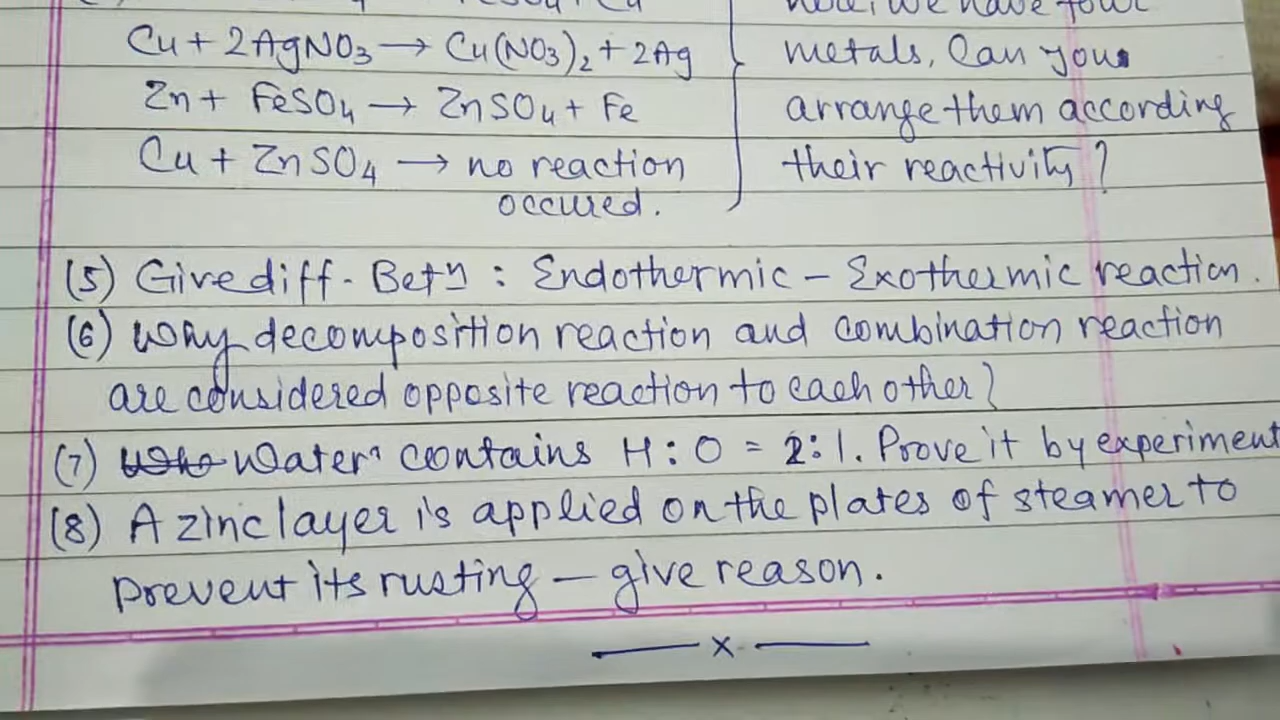 Cu + 2AgNO3 → Cu(NO3)2 + 2Ag
metals, Can you
Zn + FeSO4 → ZnSO4 + Fe
arrange them according
Cu + ZnSO4 → no reaction
occured.
their reactivity?
(5) Give diff. Betn : Endothermic – Exothermic reaction.
(6) Why decomposition reaction and combination reaction
are considered opposite reaction to each other?
(7) Water contains H : O = 2 : 1. Prove it by experiment
(8) A zinc layer is applied on the plates of steamer to
prevent its rusting – give reason.
— x —